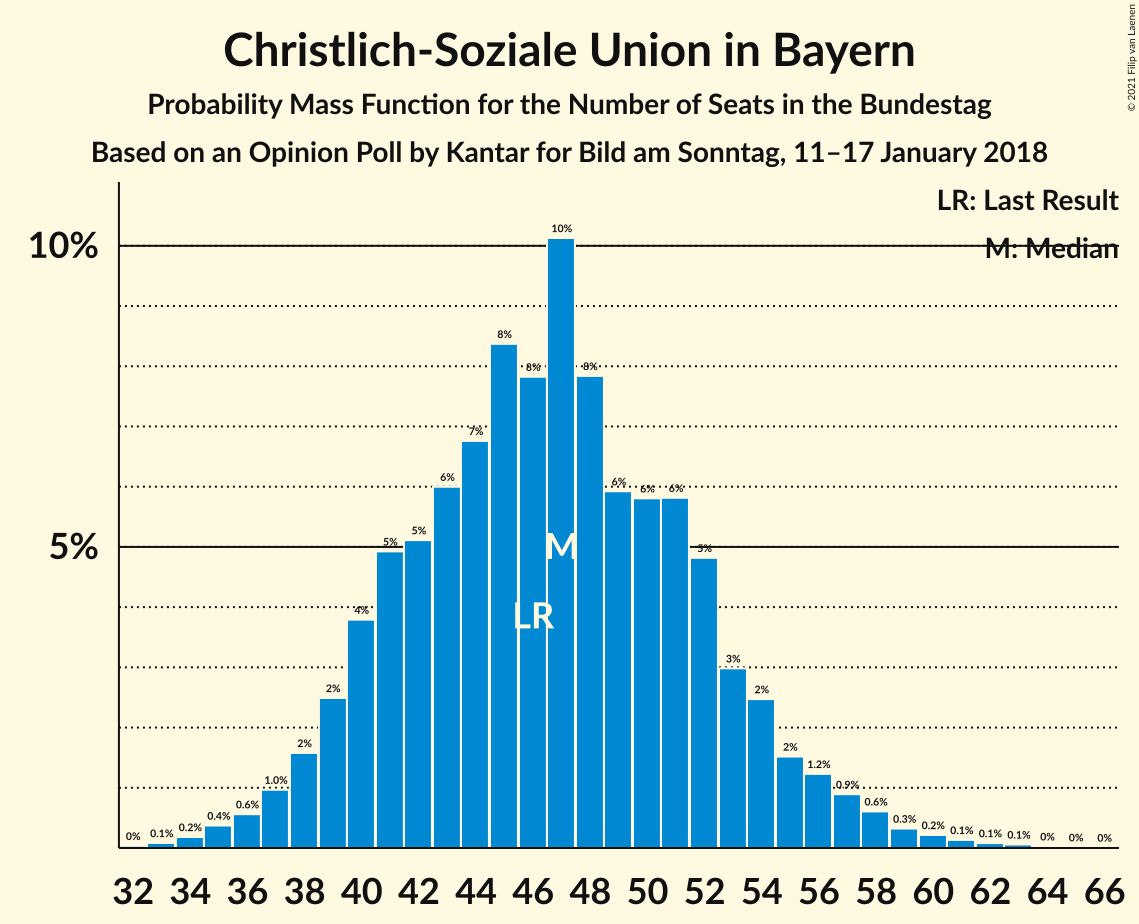 Christlich-Soziale Union in Bayern
Probability Mass Function for the Number of Seats in the Bundestag
Based on an Opinion Poll by Kantar for Bild am Sonntag, 11–17 January 2018
© 2021 Filip van Laenen
LR: Last Result
M: Median
10%
5%
0% 0.1% 0.2% 0.4% 0.6% 1.0% 2% 2% 4% 5% 5% 6% 7% 8% 8% 10% 8% 6% 6% 6% 5% 3% 2% 2% 1.2% 0.9% 0.6% 0.3% 0.2% 0.1% 0.1% 0.1% 0% 0% 0%
M
LR
32 34 36 38 40 42 44 46 48 50 52 54 56 58 60 62 64 66